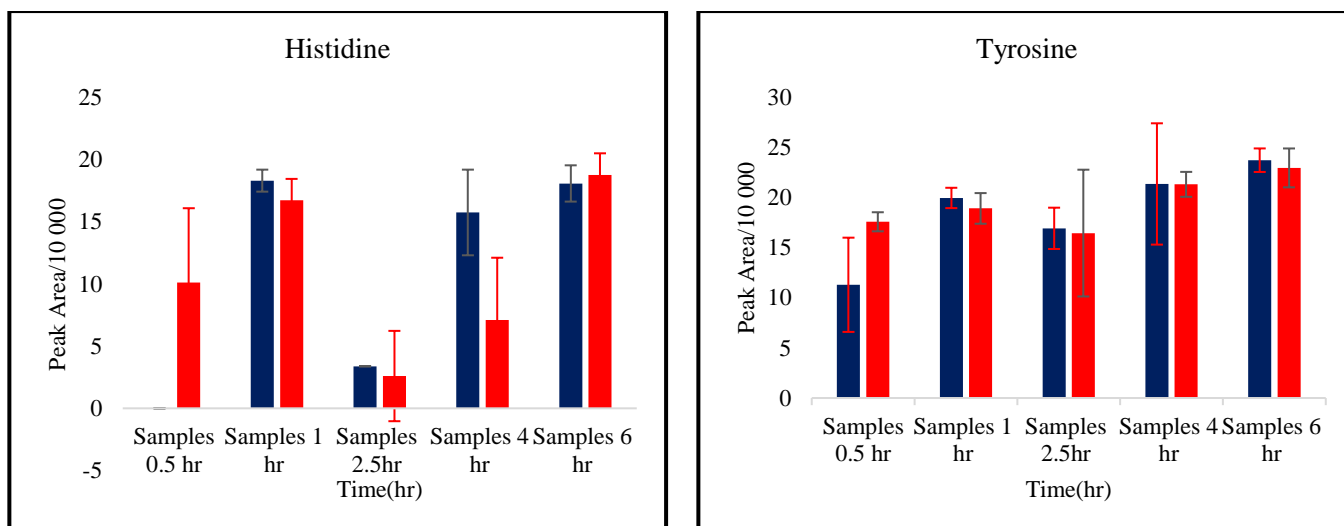 Histidine
Peak Area/10 000
25
20
15
10
5
0
-5
Samples Samples 1 Samples Samples 4 Samples 6
0.5 hr hr 2.5hr hr hr
Time(hr)
Tyrosine
Peak Area/10 000
30
25
20
15
10
5
0
Samples Samples 1 Samples Samples 4 Samples 6
0.5 hr hr 2.5hr hr hr
Time(hr)